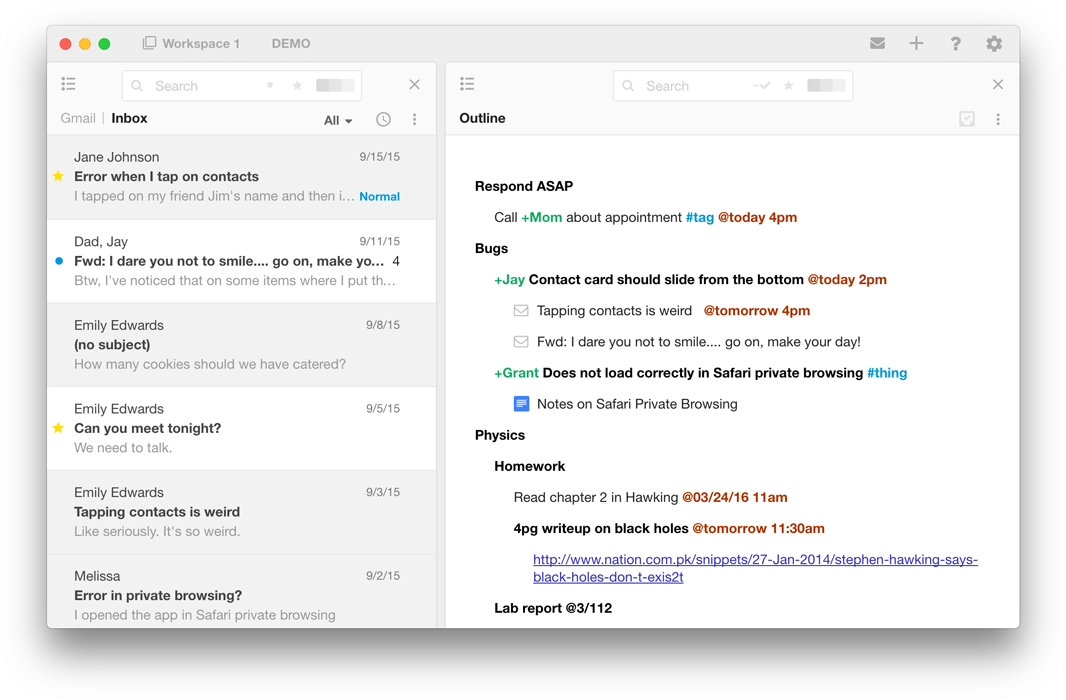 Workspace 1 DEMO ?
Search
Gmail | Inbox All
Jane Johnson 9/15/15
Error when I tap on contacts
I tapped on my friend Jim's name and then i… Normal
Dad, Jay 9/11/15
Fwd: I dare you not to smile.... go on, make yo… 4
Btw, I've noticed that on some items where I put th…
Emily Edwards 9/8/15
(no subject)
How many cookies should we have catered?
Emily Edwards 9/5/15
Can you meet tonight?
We need to talk.
Emily Edwards 9/3/15
Tapping contacts is weird
Like seriously. It's so weird.
Melissa 9/2/15
Error in private browsing?
I opened the app in Safari private browsing
Search
Outline
Respond ASAP
Call +Mom about appointment #tag @today 4pm
Bugs
+Jay Contact card should slide from the bottom @today 2pm
Tapping contacts is weird @tomorrow 4pm
Fwd: I dare you not to smile.... go on, make your day!
+Grant Does not load correctly in Safari private browsing #thing
Notes on Safari Private Browsing
Physics
Homework
Read chapter 2 in Hawking @03/24/16 11am
4pg writeup on black holes @tomorrow 11:30am
http://www.nation.com.pk/snippets/27-Jan-2014/stephen-hawking-says-
black-holes-don-t-exis2t
Lab report @3/112